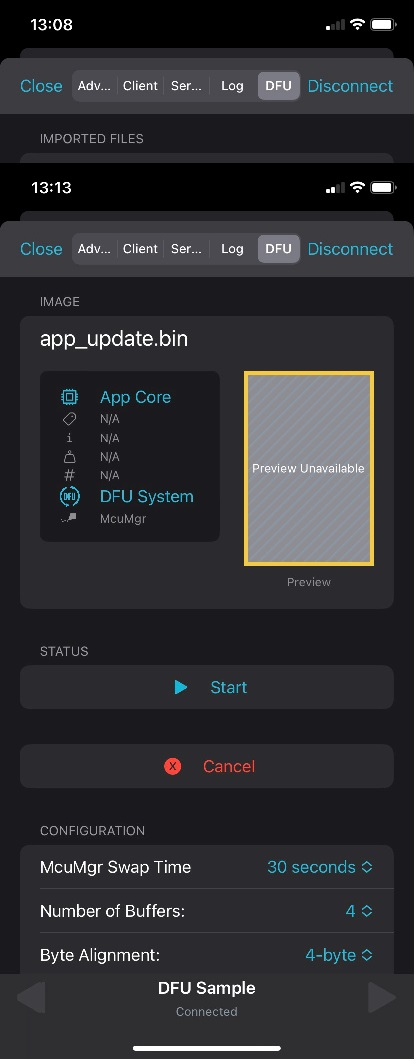 13:08
Close Adv... Client Ser... Log DFU Disconnect
IMPORTED FILES
13:13
Close Adv... Client Ser... Log DFU Disconnect
IMAGE
app_update.bin
App Core
N/A
i N/A
N/A
# N/A
DFU DFU System
McuMgr
Preview Unavailable
Preview
STATUS
Start
X Cancel
CONFIGURATION
McuMgr Swap Time 30 seconds
Number of Buffers: 4
Byte Alignment: 4-byte
DFU Sample
Connected